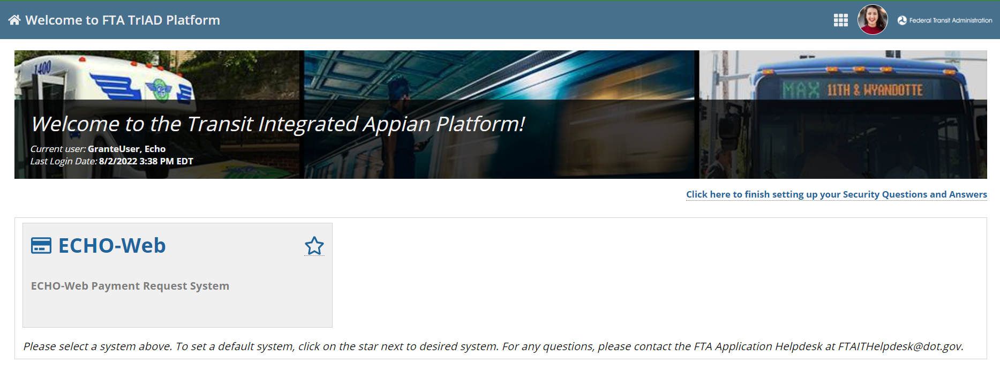 Welcome to FTA TrIAD Platform
Federal Transit Administration
1400
MAX 11TH & WYANDOTTE
Welcome to the Transit Integrated Appian Platform!
Current user: GranteUser, Echo
Last Login Date: 8/2/2022 3:38 PM EDT
Click here to finish setting up your Security Questions and Answers
ECHO-Web
ECHO-Web Payment Request System
Please select a system above. To set a default system, click on the star next to desired system. For any questions, please contact the FTA Application Helpdesk at FTAITHelpdesk@dot.gov.